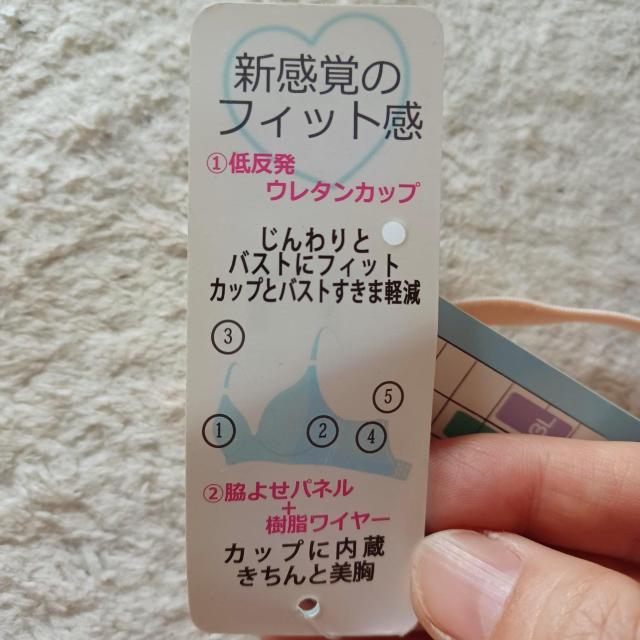 新感覚の
フィット感
①低反発
ウレタンカップ
じんわりと
バストにフィット
カップとバストすきま軽減
③
⑤
①
②
④
②脇よせパネル
+
樹脂ワイヤー
カップに内蔵
きちんと美胸